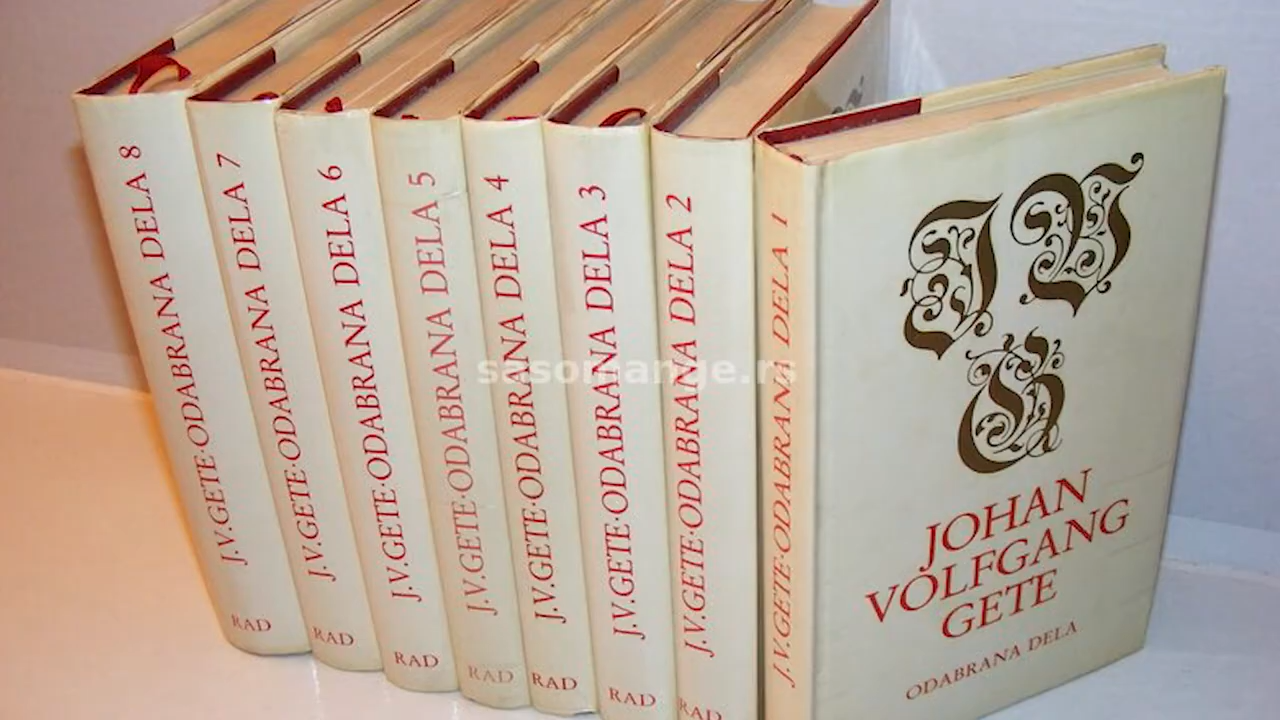 J.V.GETE·ODABRANA DELA 8
RAD
J.V.GETE·ODABRANA DELA 7
RAD
J.V.GETE·ODABRANA DELA 6
RAD
J.V.GETE·ODABRANA DELA 5
RAD
J.V.GETE·ODABRANA DELA 4
RAD
J.V.GETE·ODABRANA DELA 3
RAD
J.V.GETE·ODABRANA DELA 2
RAD
J.V.GETE·ODABRANA DELA 1
J V
G
JOHAN
VOLFGANG
GETE
ODABRANA DELA
sasomange.rs